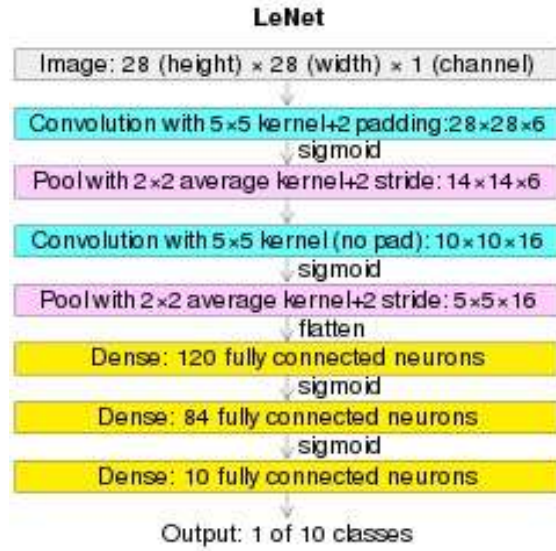 LeNet
Image: 28 (height) × 28 (width) × 1 (channel)
Convolution with 5×5 kernel+2 padding:28×28×6
sigmoid
Pool with 2×2 average kernel+2 stride: 14×14×6
Convolution with 5×5 kernel (no pad): 10×10×16
sigmoid
Pool with 2×2 average kernel+2 stride: 5×5×16
flatten
Dense: 120 fully connected neurons
sigmoid
Dense: 84 fully connected neurons
sigmoid
Dense: 10 fully connected neurons
Output: 1 of 10 classes